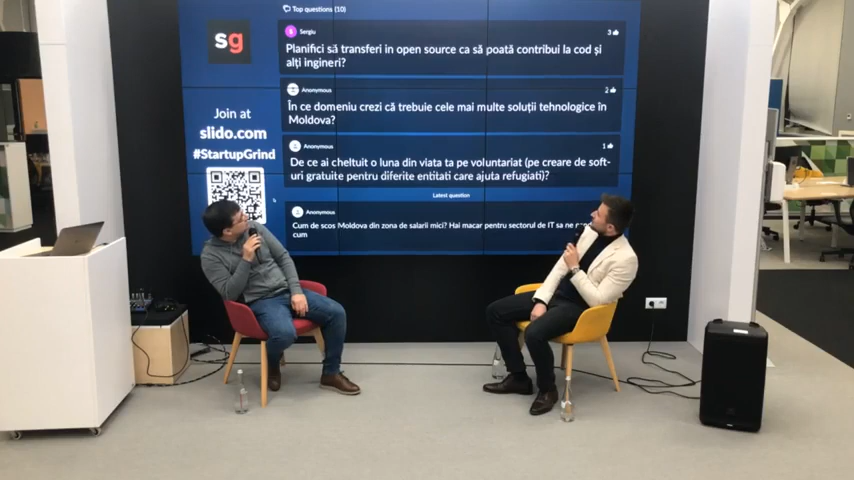 Top questions (10)
sg
S
Sergiu
3
Planifici să transferi in open source ca să poată contribui la cod și
alți ingineri?
Anonymous
2
În ce domeniu crezi că trebuie cele mai multe soluții tehnologice în
Moldova?
Join at
slido.com
#StartupGrind
Anonymous
1
De ce ai cheltuit o luna din viata ta pe voluntariat (pe creare de soft-
uri gratuite pentru diferite entitati care ajuta refugiati)?
Latest question
Anonymous
Cum de scos Moldova din zona de salarii mici? Hai macar pentru sectorul de IT sa ne
cum